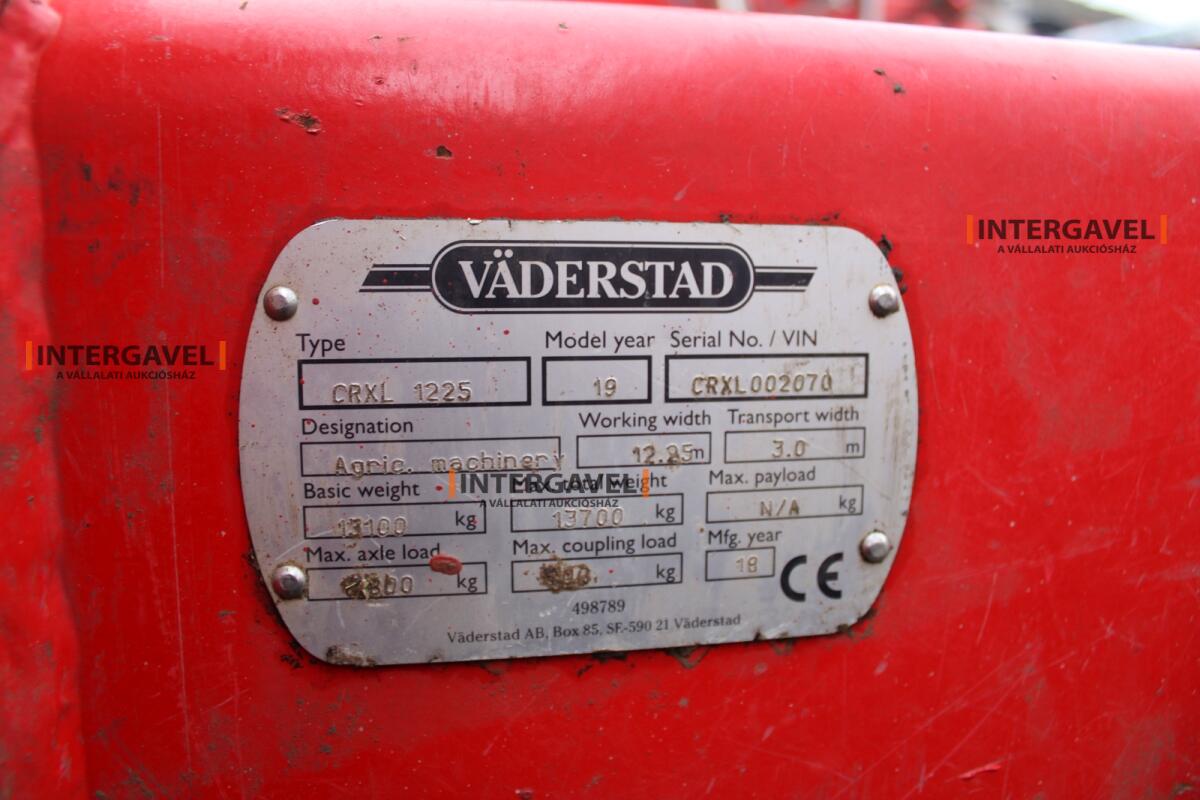 VÄDERSTAD
Type Model year Serial No. / VIN
CRXL 1225 19 CRXL002070
Designation Working width Transport width
Agric. machinery 12.25 m 3.0 m
Basic weight Max. total weight Max. payload
13100 kg 13700 kg N/A kg
Max. axle load Max. coupling load Mfg. year
kg kg 18
CE
498789
Väderstad AB, Box 85, SE-590 21 Väderstad
INTERGAVEL
A VÁLLALATI AUKCIÓSHÁZ
INTERGAVEL
A VÁLLALATI AUKCIÓSHÁZ
INTERGAVEL
A VÁLLALATI AUKCIÓSHÁZ